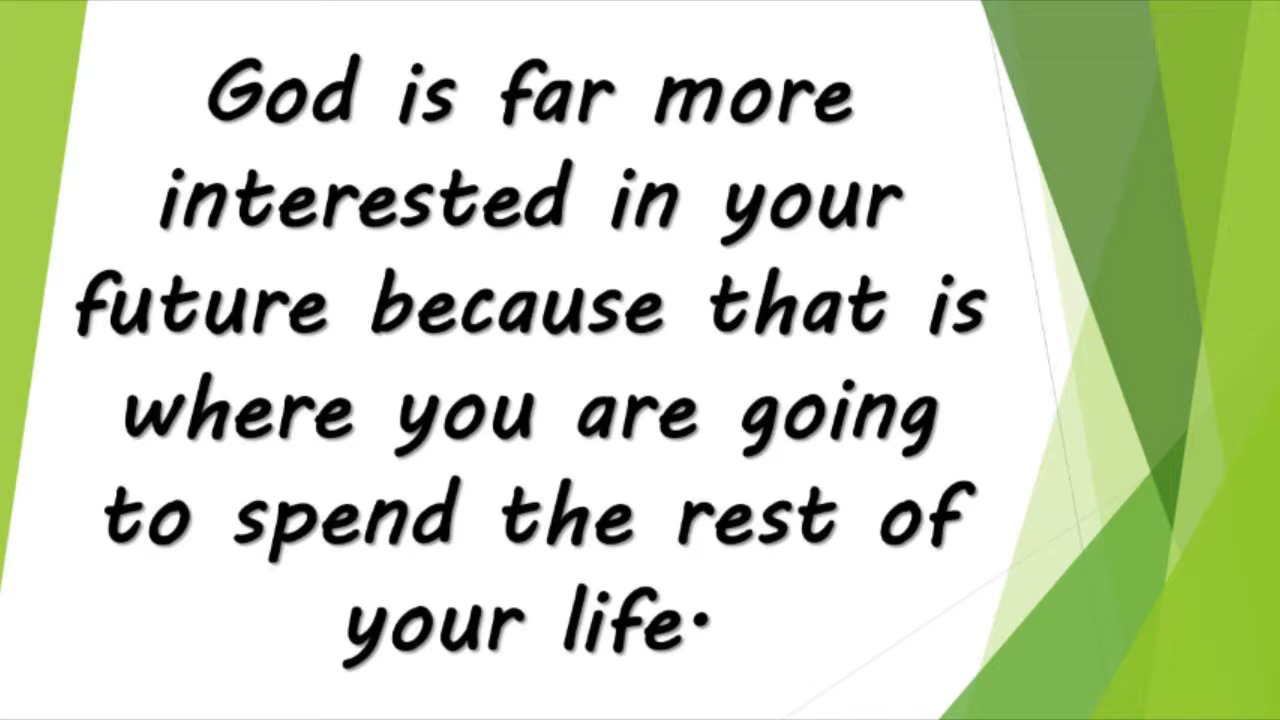 God is far more
interested in your
future because that is
where you are going
to spend the rest of
your life.